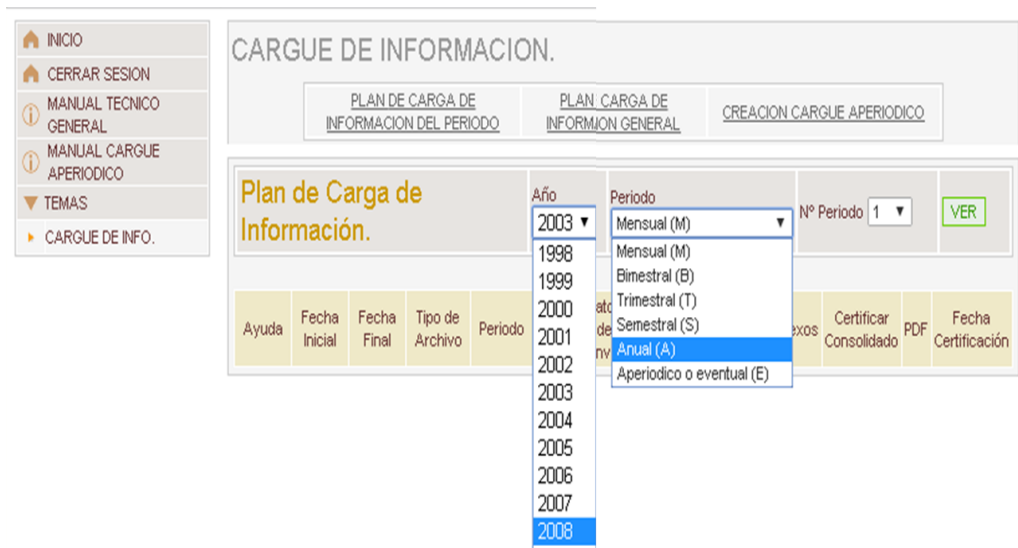 INICIO
CERRAR SESION
MANUAL TECNICO
GENERAL
MANUAL CARGUE
APERIODICO
TEMAS
CARGUE DE INFO.
CARGUE DE INFORMACION.
PLAN DE CARGA DE
INFORMACION DEL PERIODO
PLAN CARGA DE
INFORMION GENERAL
CREACION CARGUE APERIODICO
Plan de Carga de
Información.
Año
2003
1998
1999
2000
2001
2002
2003
2004
2005
2006
2007
2008
Periodo
Mensual (M)
Mensual (M)
Bimestral (B)
Trimestral (T)
Semestral (S)
Anual (A)
Aperiodico o eventual (E)
Nº Periodo 1
VER
Ayuda
Fecha
Inicial
Fecha
Final
Tipo de
Archivo
Periodo
Certificar
Consolidado
PDF
Fecha
Certificación